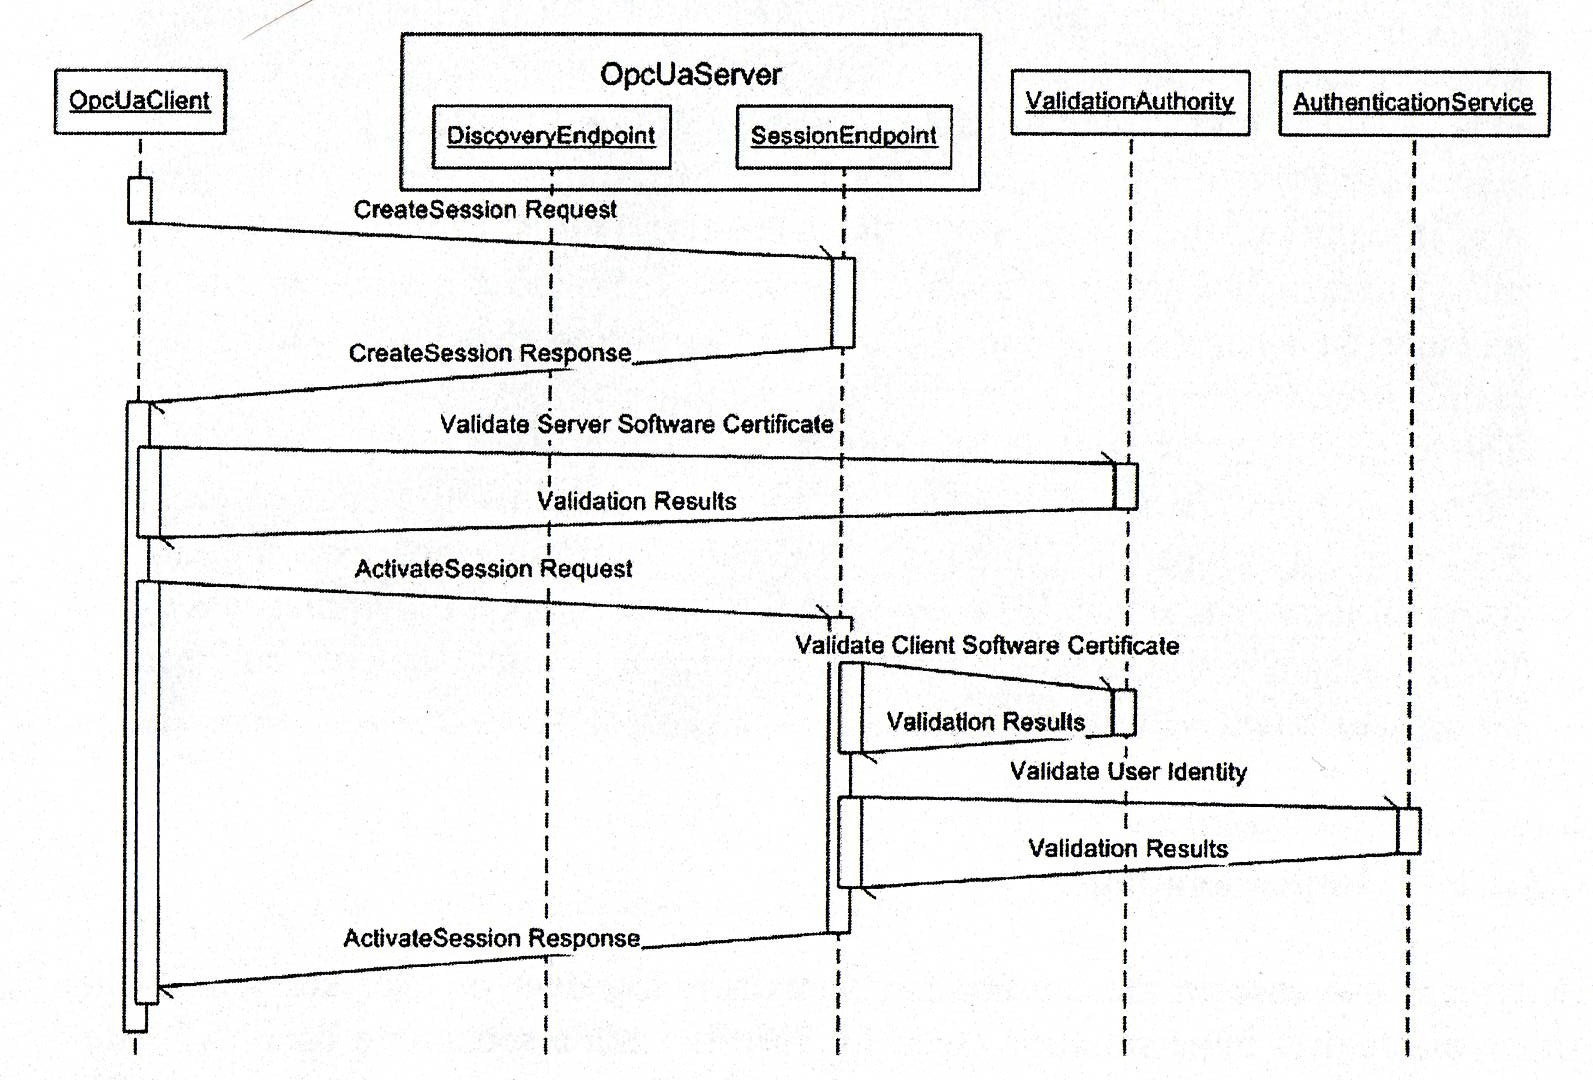 OpcUaServer
OpcUaClient
DiscoveryEndpoint
SessionEndpoint
ValidationAuthority
AuthenticationService
CreateSession Request
CreateSession Response
Validate Server Software Certificate
Validation Results
ActivateSession Request
Validate Client Software Certificate
Validation Results
Validate User Identity
Validation Results
ActivateSession Response